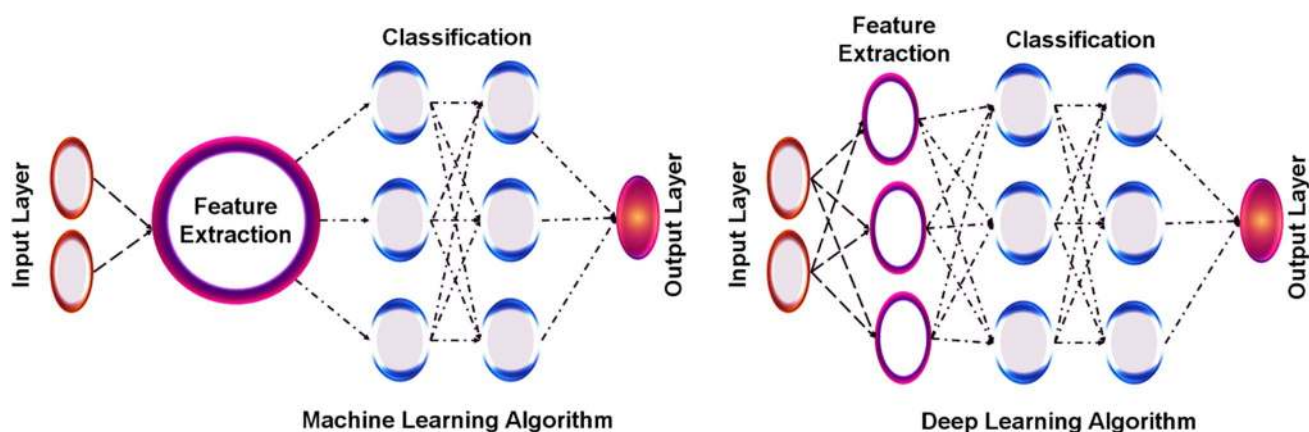 Classification
Input Layer
Feature
Extraction
Output Layer
Machine Learning Algorithm
Feature
Extraction
Classification
Input Layer
Output Layer
Deep Learning Algorithm